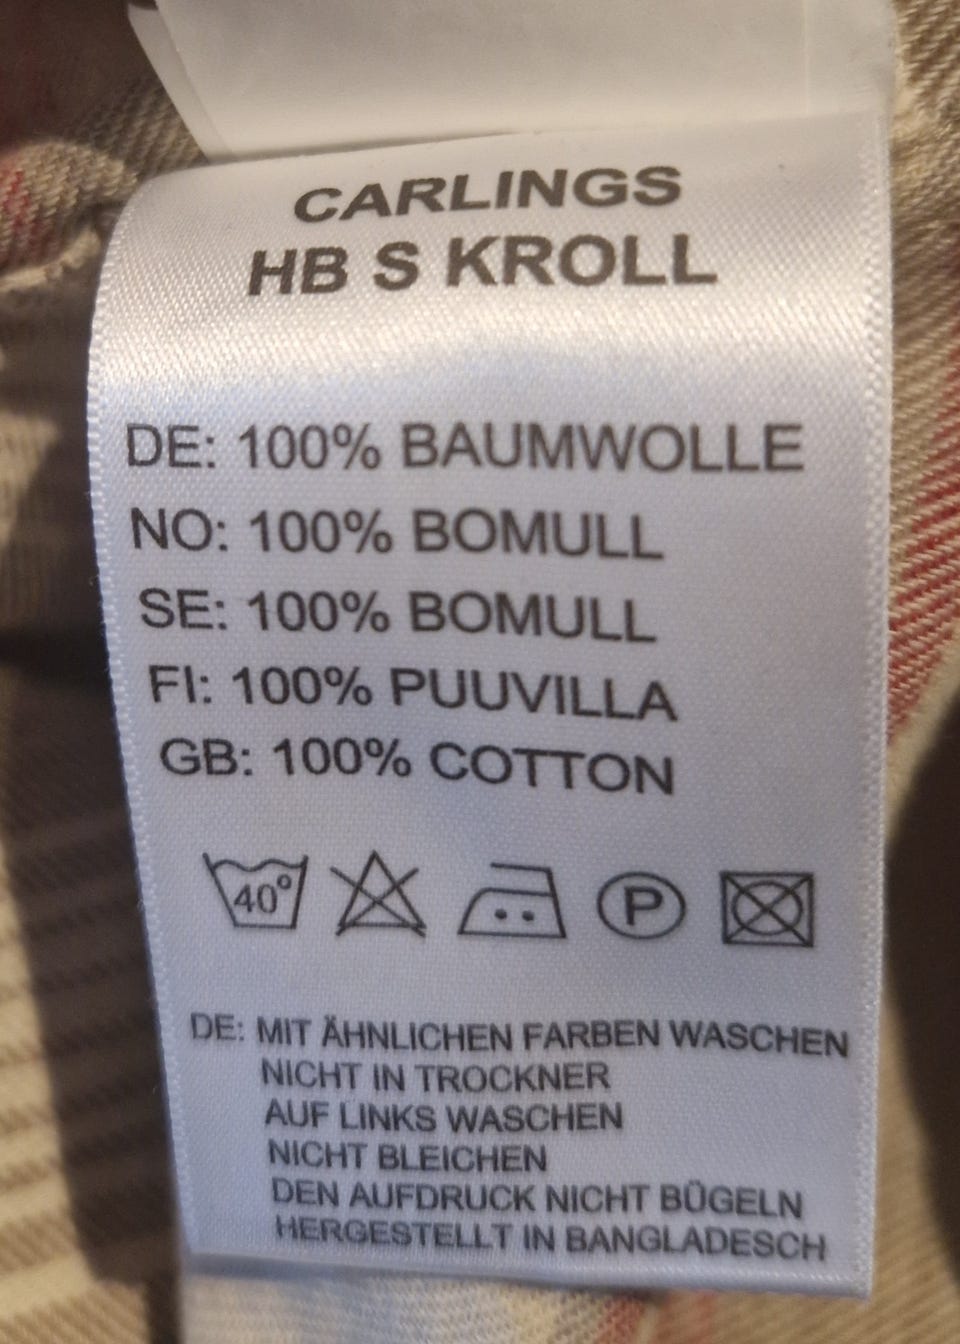 CARLINGS
HB S KROLL
DE: 100% BAUMWOLLE
NO: 100% BOMULL
SE: 100% BOMULL
FI: 100% PUUVILLA
GB: 100% COTTON
40° P
DE: MIT ÄHNLICHEN FARBEN WASCHEN
NICHT IN TROCKNER
AUF LINKS WASCHEN
NICHT BLEICHEN
DEN AUFDRUCK NICHT BÜGELN
HERGESTELLT IN BANGLADESCH